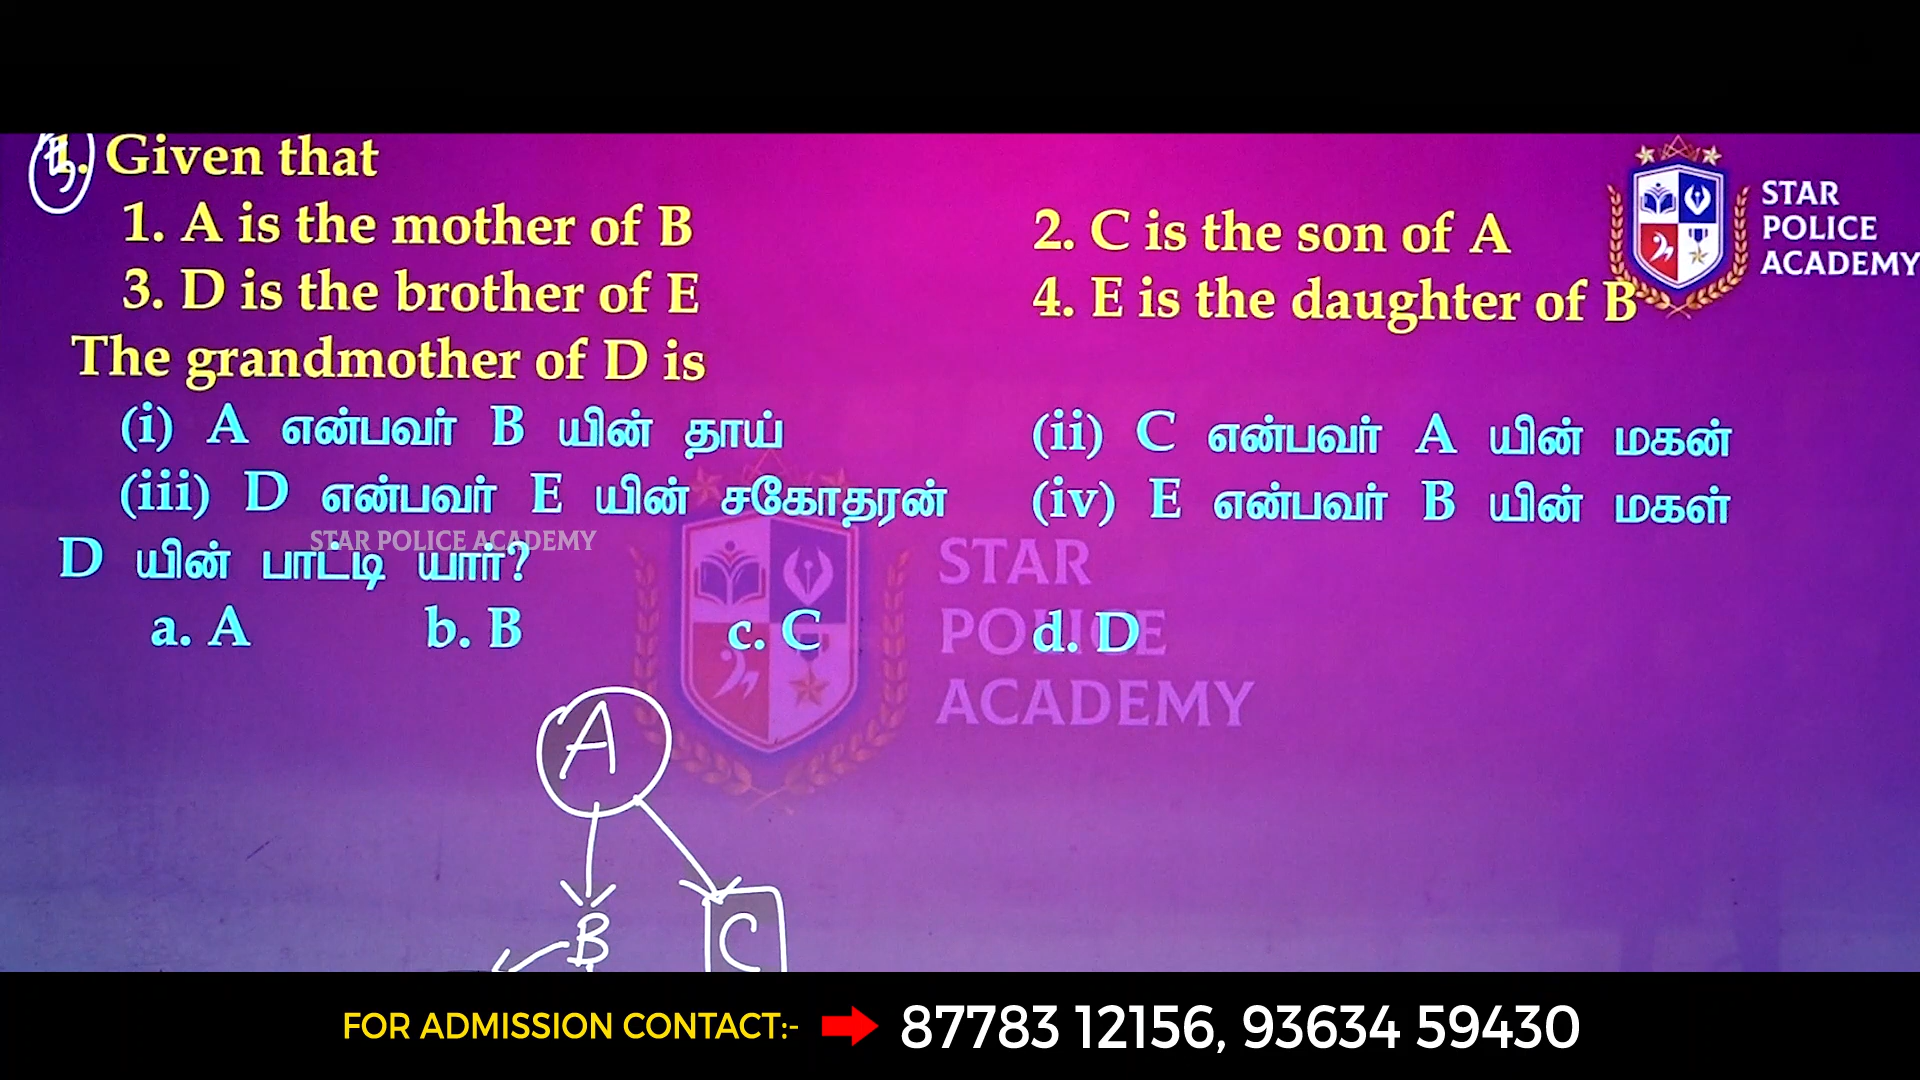 Given that
1. A is the mother of B
2. C is the son of A
3. D is the brother of E
4. E is the daughter of B
The grandmother of D is
(i) A என்பவர் B யின் தாய்
(ii) C என்பவர் A யின் மகன்
(iii) D என்பவர் E யின் சகோதரன்
(iv) E என்பவர் B யின் மகள்
D யின் பாட்டி யார்?
a. A b. B c. C d. D
STAR
POLICE
ACADEMY
STAR POLICE ACADEMY
STAR
POLICE
ACADEMY
A
B
C
FOR ADMISSION CONTACT:- 87783 12156, 93634 59430